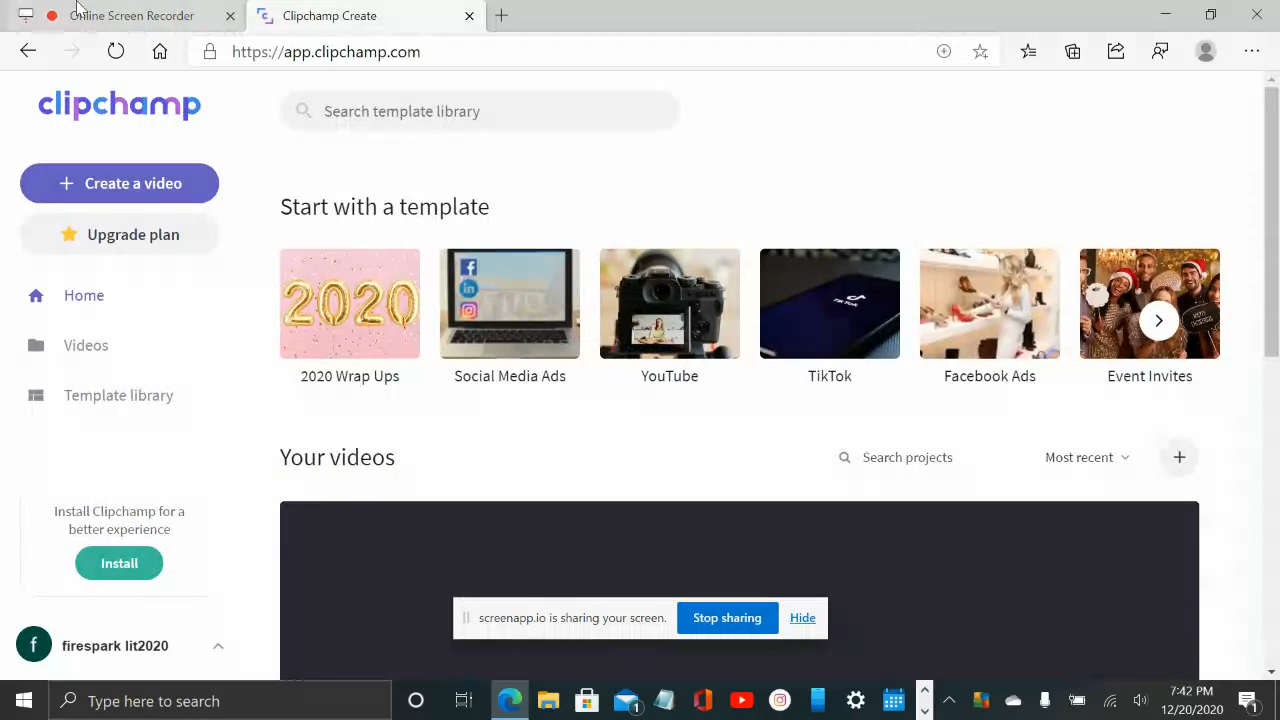 Online Screen Recorder
Clipchamp Create
https://app.clipchamp.com
clipchamp
Search template library
Create a video
Upgrade plan
Start with a template
2020
TIKTOK
2020 Wrap Ups
Social Media Ads
YouTube
TikTok
Facebook Ads
Event Invites
Home
Videos
Template library
Your videos
Search projects
Most recent
Install Clipchamp for a
better experience
Install
screenapp.io is sharing your screen.
Stop sharing
Hide
f
firespark lit2020
Type here to search
1
7:42 PM
12/20/2020
1